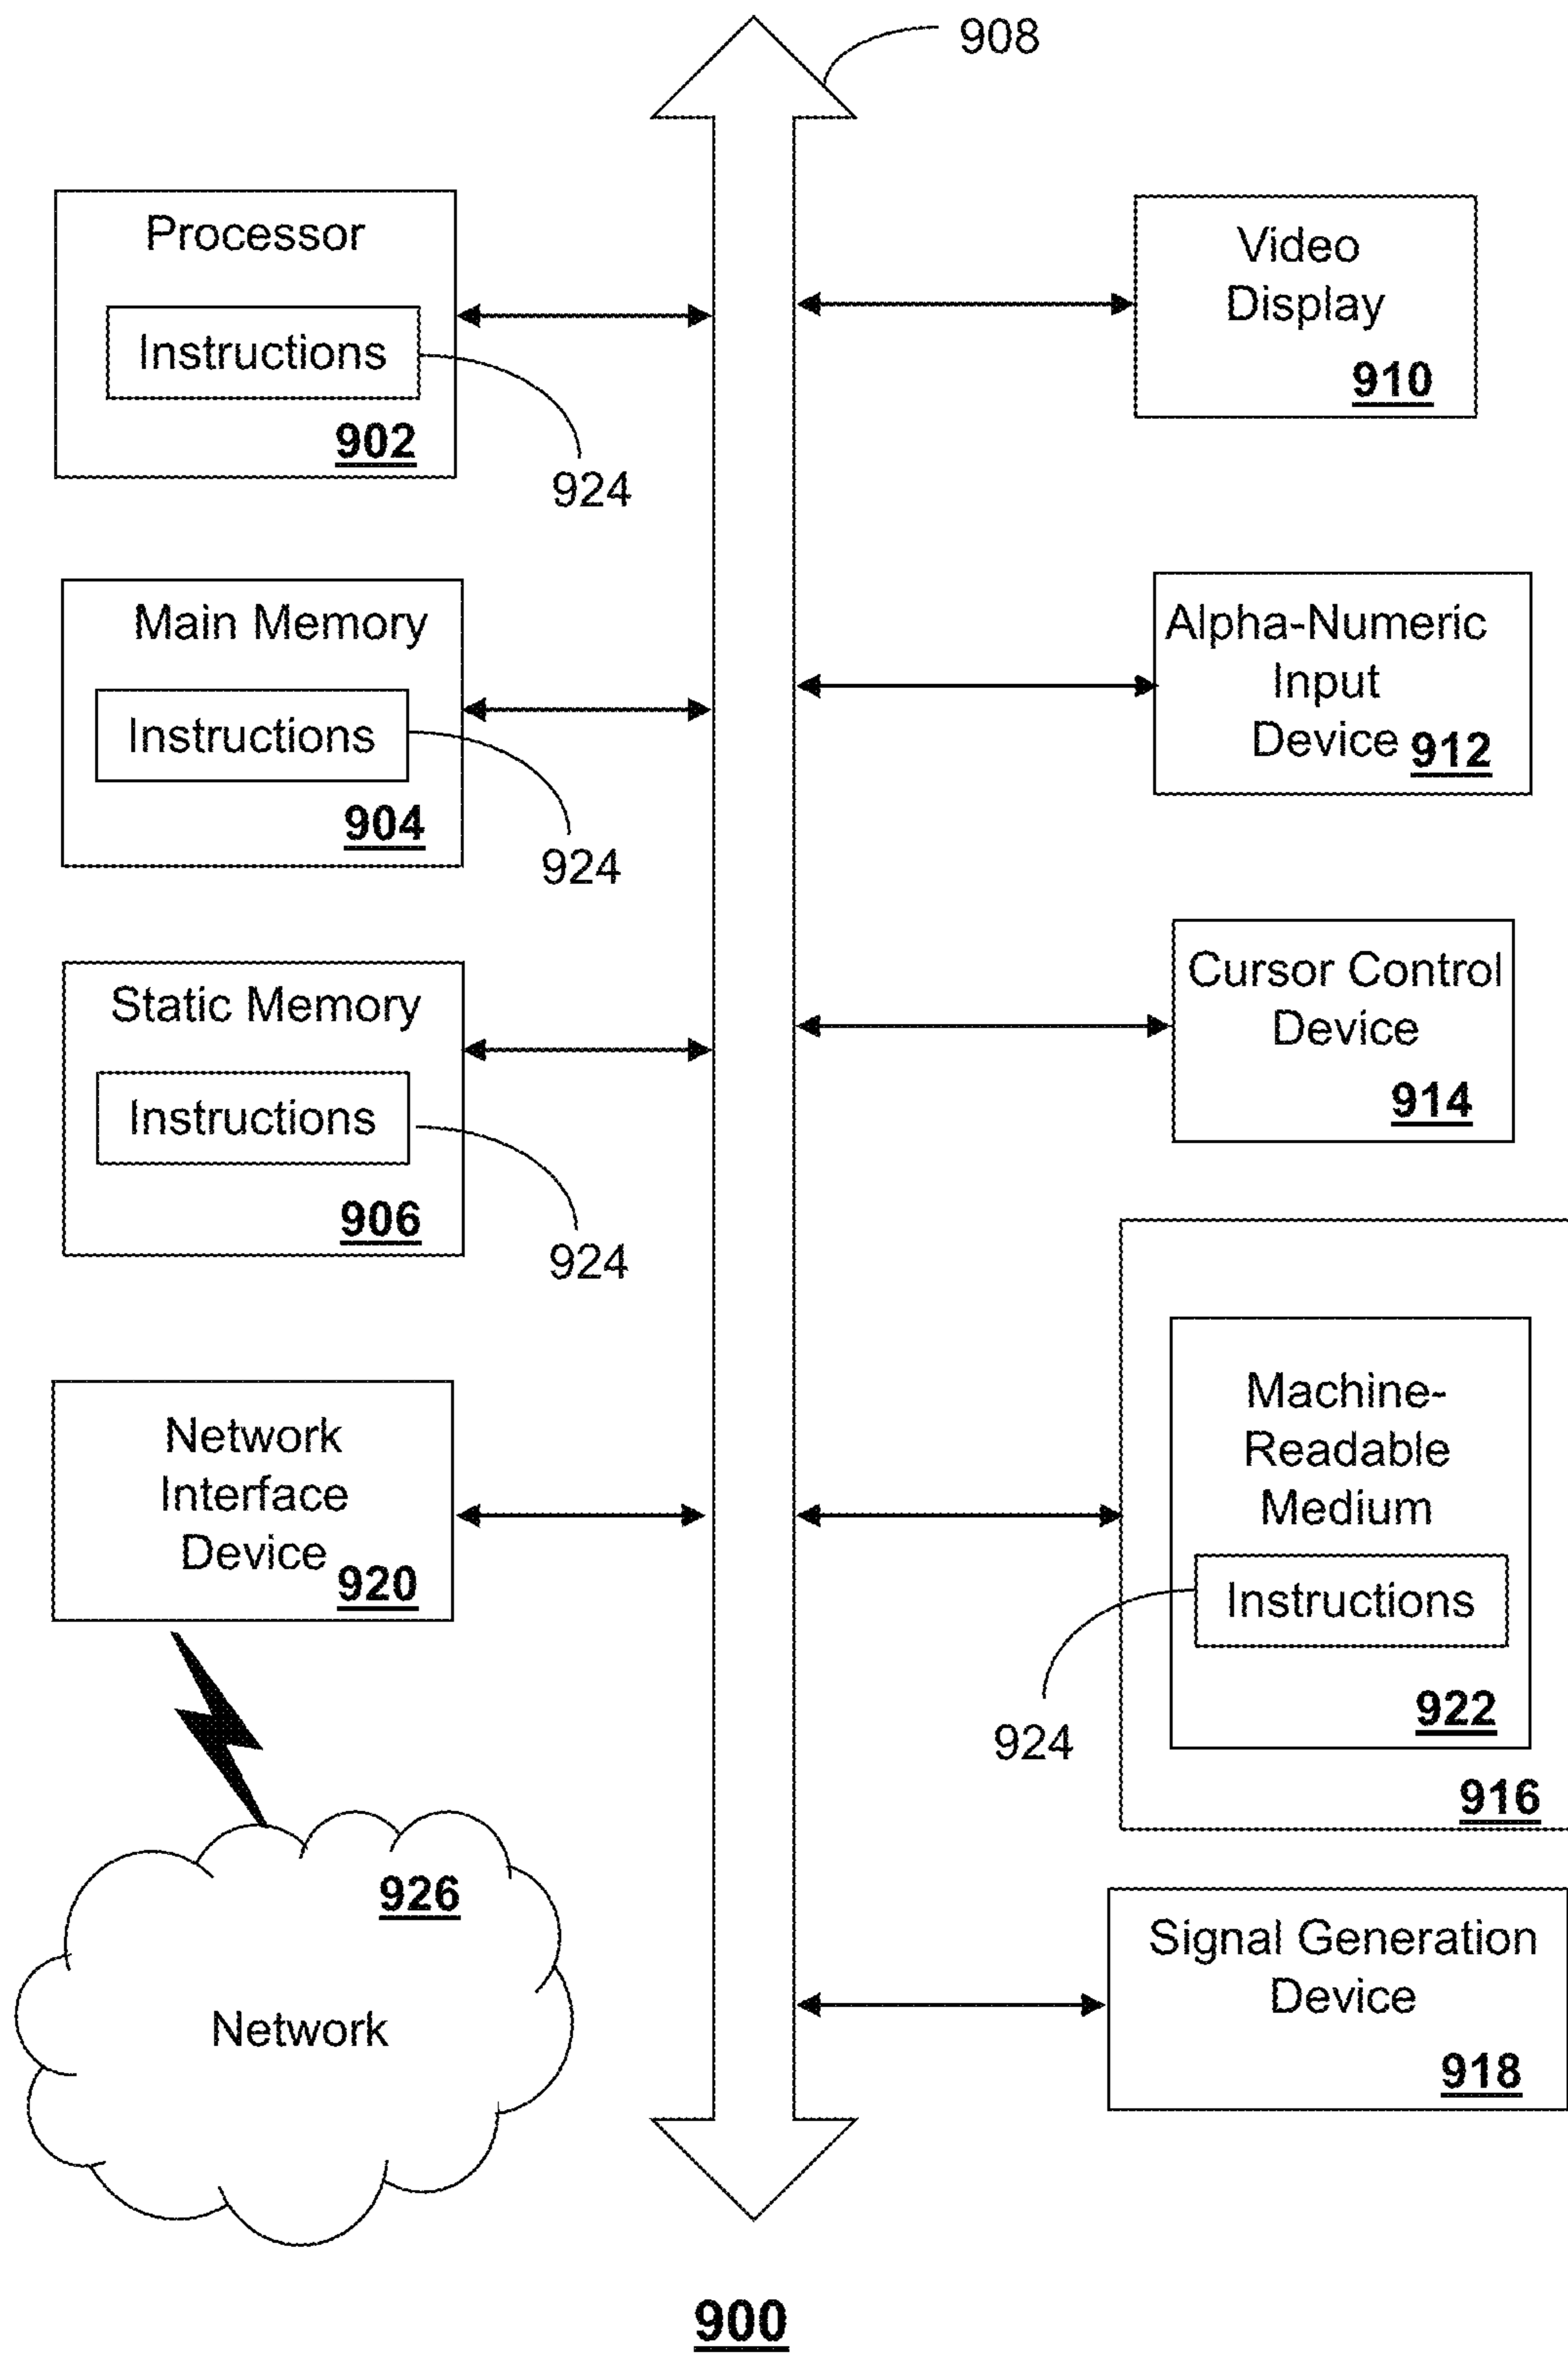 908
Processor
Instructions
902
924
Main Memory
Instructions
904
924
Static Memory
Instructions
906
924
Network
Interface
Device
920
926
Network
Video
Display
910
Alpha-Numeric
Input
Device 912
Cursor Control
Device
914
Machine-
Readable
Medium
Instructions
922
924
916
Signal Generation
Device
918
900